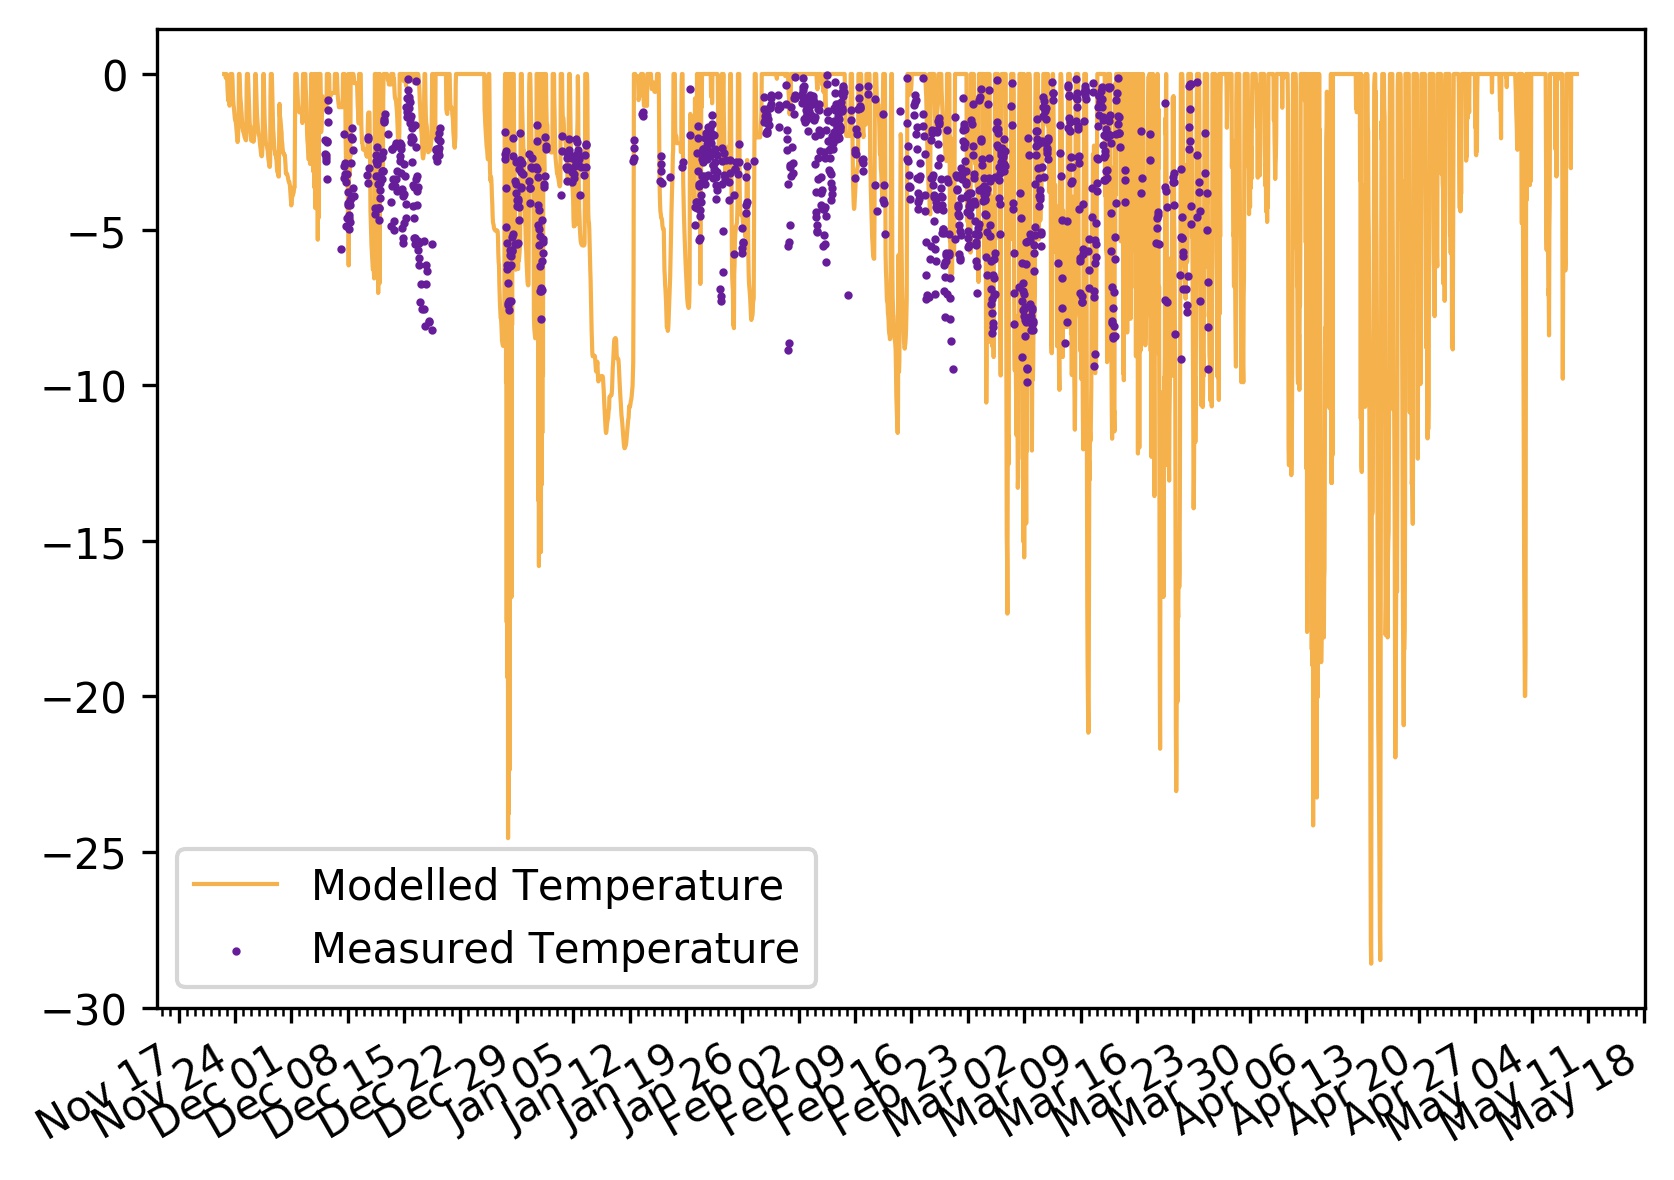 0
−5
−10
−15
−20
−25
−30
Modelled Temperature
Measured Temperature
Nov 17
Nov 24
Dec 01
Dec 08
Dec 15
Dec 22
Dec 29
Jan 05
Jan 12
Jan 19
Jan 26
Feb 02
Feb 09
Feb 16
Feb 23
Mar 02
Mar 09
Mar 16
Mar 23
Mar 30
Apr 06
Apr 13
Apr 20
Apr 27
May 04
May 11
May 18